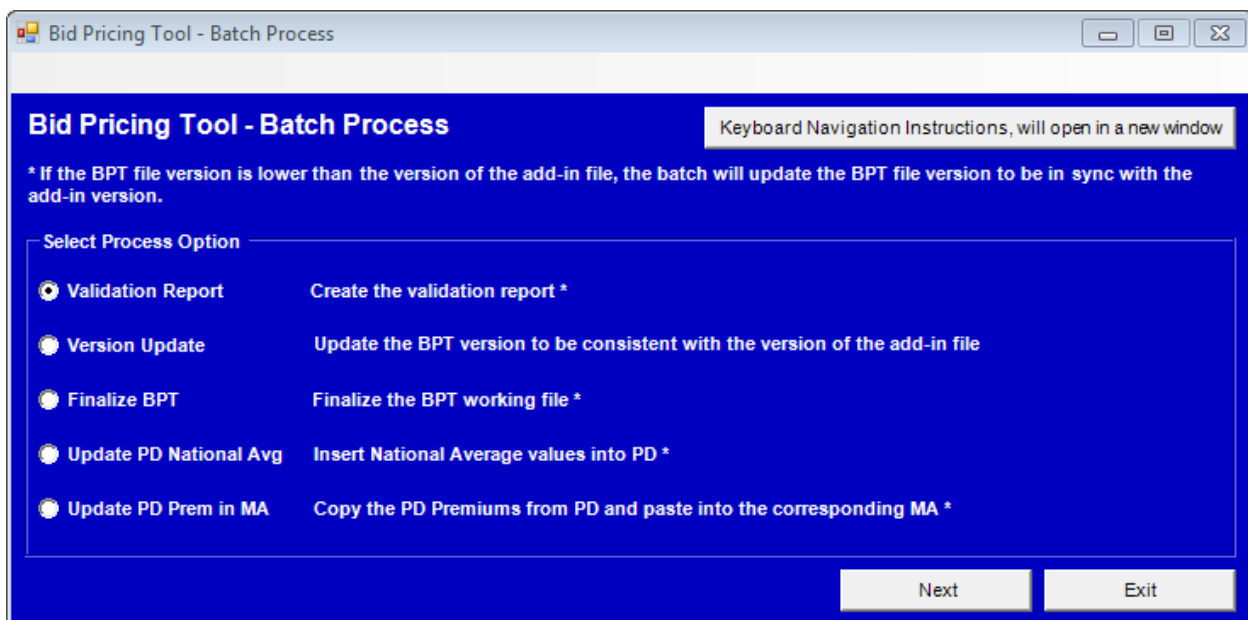 Bid Pricing Tool - Batch Process
Bid Pricing Tool - Batch Process
Keyboard Navigation Instructions, will open in a new window
* If the BPT file version is lower than the version of the add-in file, the batch will update the BPT file version to be in sync with the
add-in version.
Select Process Option
Validation Report Create the validation report *
Version Update Update the BPT version to be consistent with the version of the add-in file
Finalize BPT Finalize the BPT working file *
Update PD National Avg Insert National Average values into PD *
Update PD Prem in MA Copy the PD Premiums from PD and paste into the corresponding MA *
Next Exit